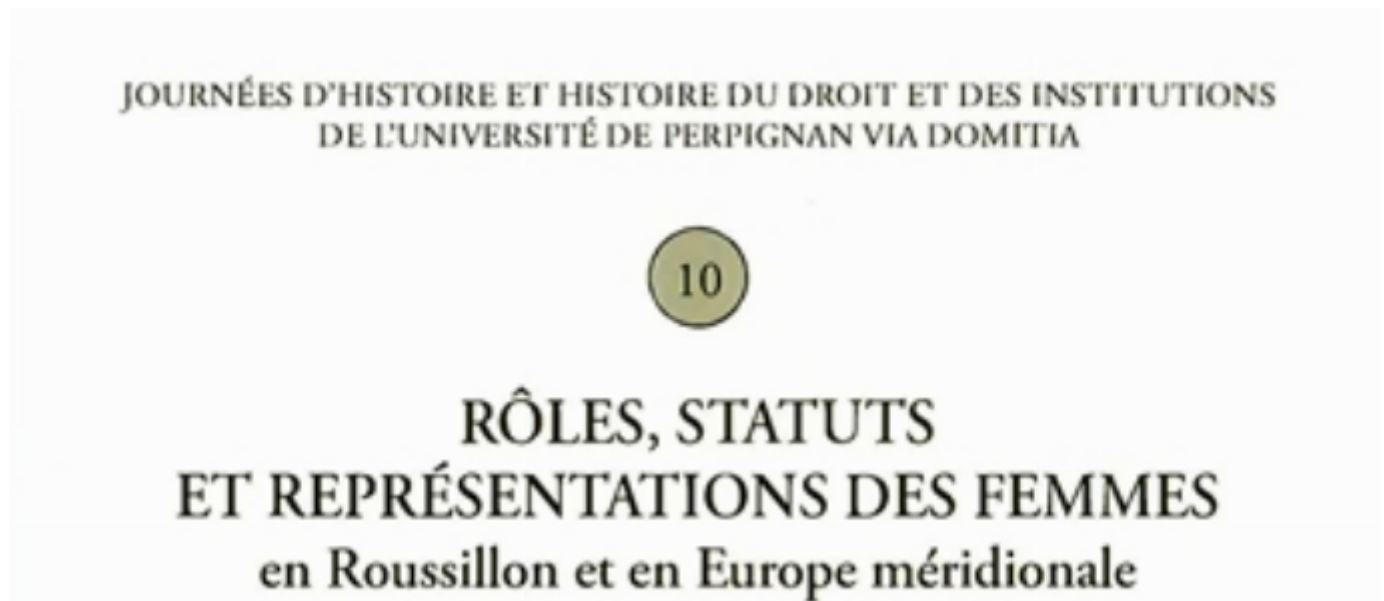 JOURNÉES D'HISTOIRE ET HISTOIRE DU DROIT ET DES INSTITUTIONS
DE L'UNIVERSITÉ DE PERPIGNAN VIA DOMITIA
10
RÔLES, STATUTS
ET REPRÉSENTATIONS DES FEMMES
en Roussillon et en Europe méridionale